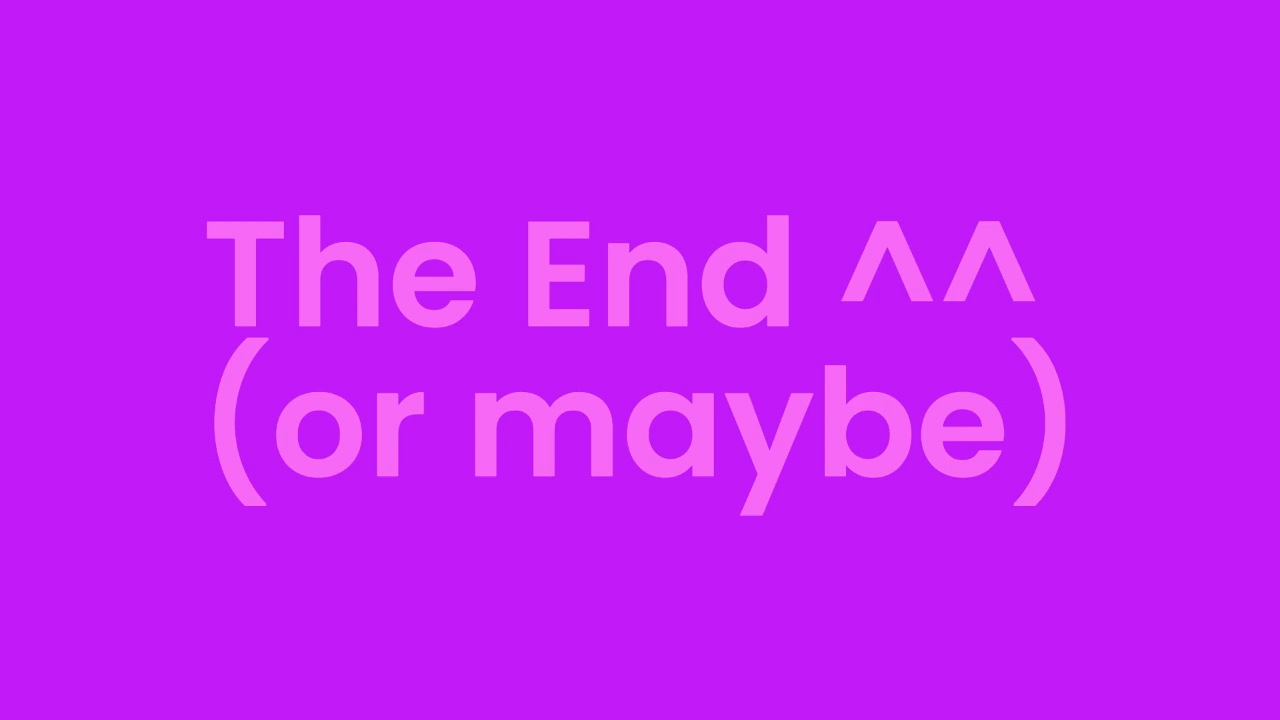 The End ^^
(or maybe)